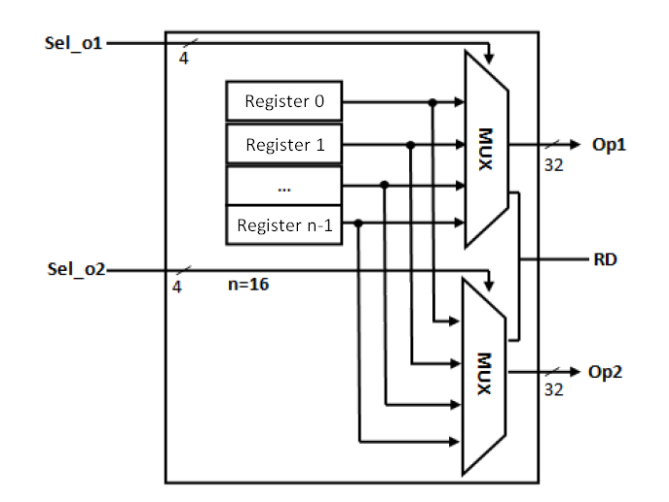 Sel_o1
4
Register 0
Register 1
...
Register n-1
MUX
Op1
32
RD
Sel_o2
4
n=16
MUX
Op2
32